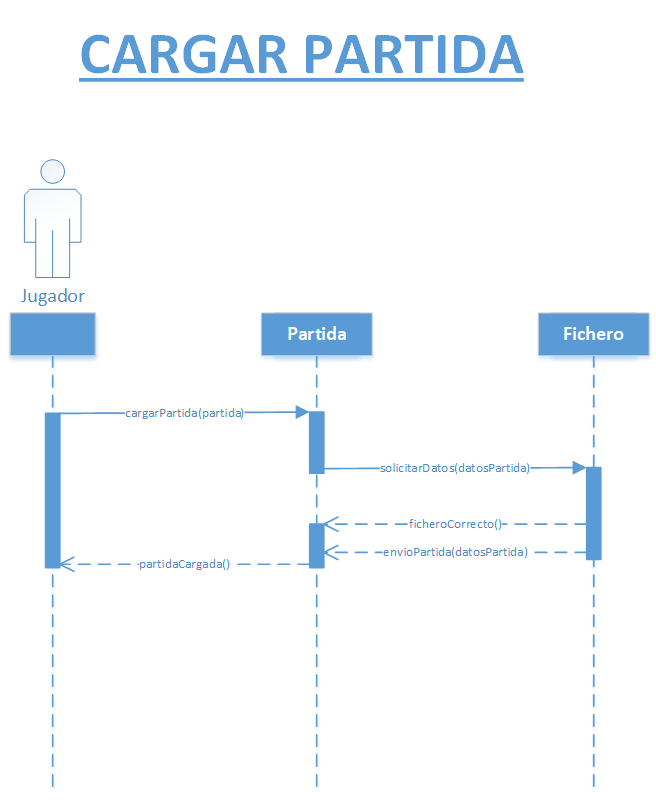 CARGAR PARTIDA
Jugador
Partida
Fichero
cargarPartida(partida)
solicitarDatos(datosPartida)
ficheroCorrecto()
envioPartida(datosPartida)
partidaCargada()